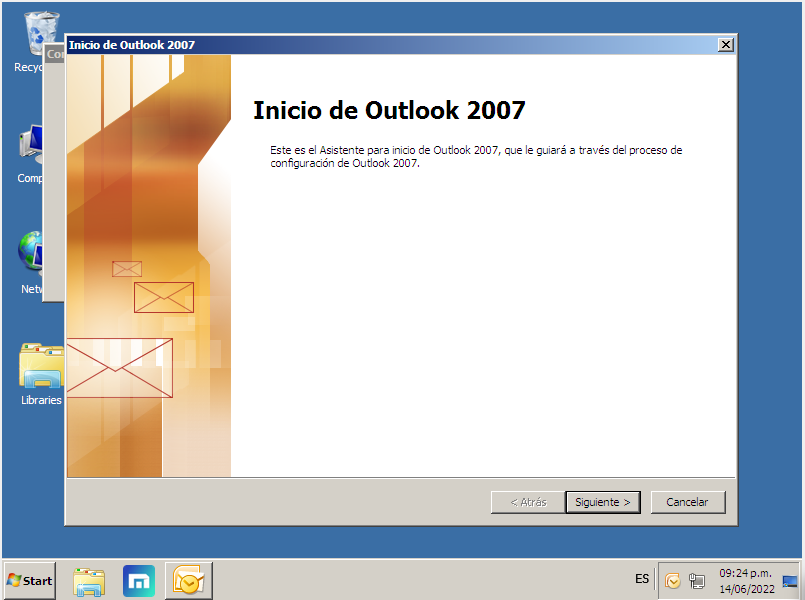 Recyc
Co
Inicio de Outlook 2007
Inicio de Outlook 2007
Este es el Asistente para inicio de Outlook 2007, que le guiará a través del proceso de
configuración de Outlook 2007.
Comp
Netw
Libraries
< Atrás
Siguiente >
Cancelar
Start
m
ES
09:24 p.m.
14/06/2022